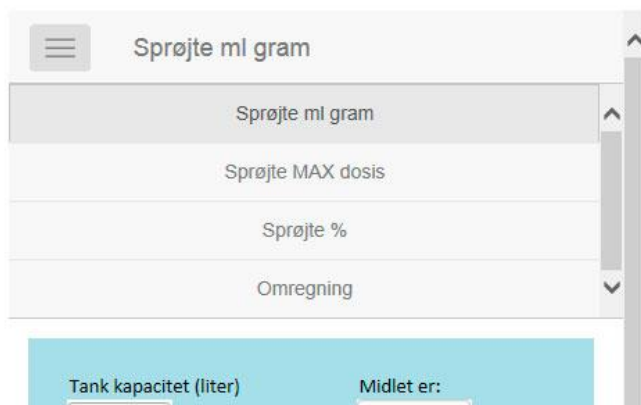 Sprøjte ml gram
Sprøjte ml gram
Sprøjte MAX dosis
Sprøjte %
Omregning
Tank kapacitet (liter) Midlet er: